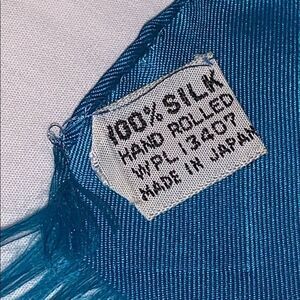 100% SILK
HAND ROLLED
WPL 13407
MADE IN JAPAN